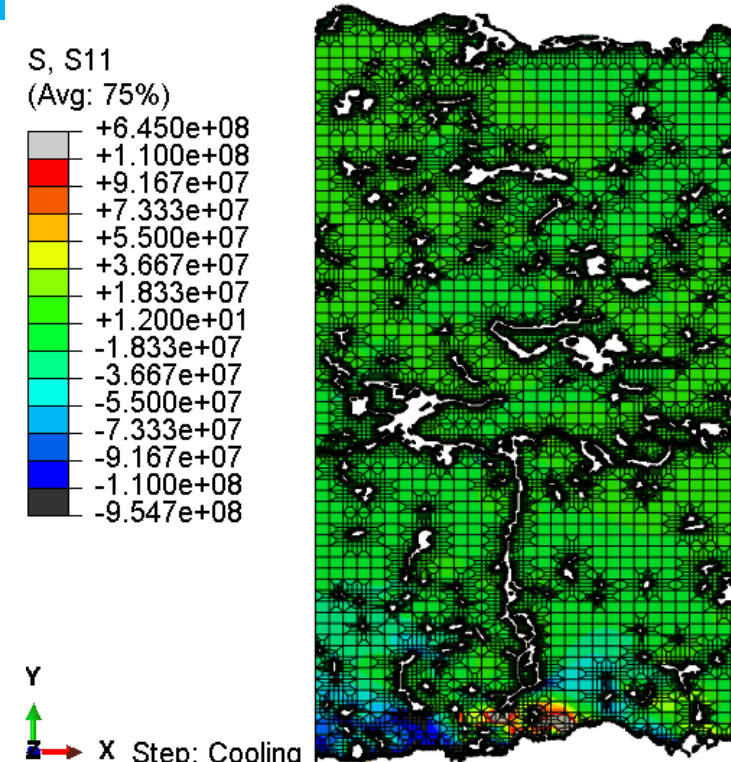 S, S11
(Avg: 75%)
+6.450e+08
+1.100e+08
+9.167e+07
+7.333e+07
+5.500e+07
+3.667e+07
+1.833e+07
+1.200e+01
-1.833e+07
-3.667e+07
-5.500e+07
-7.333e+07
-9.167e+07
-1.100e+08
-9.547e+08
Y
Z X Step: Cooling